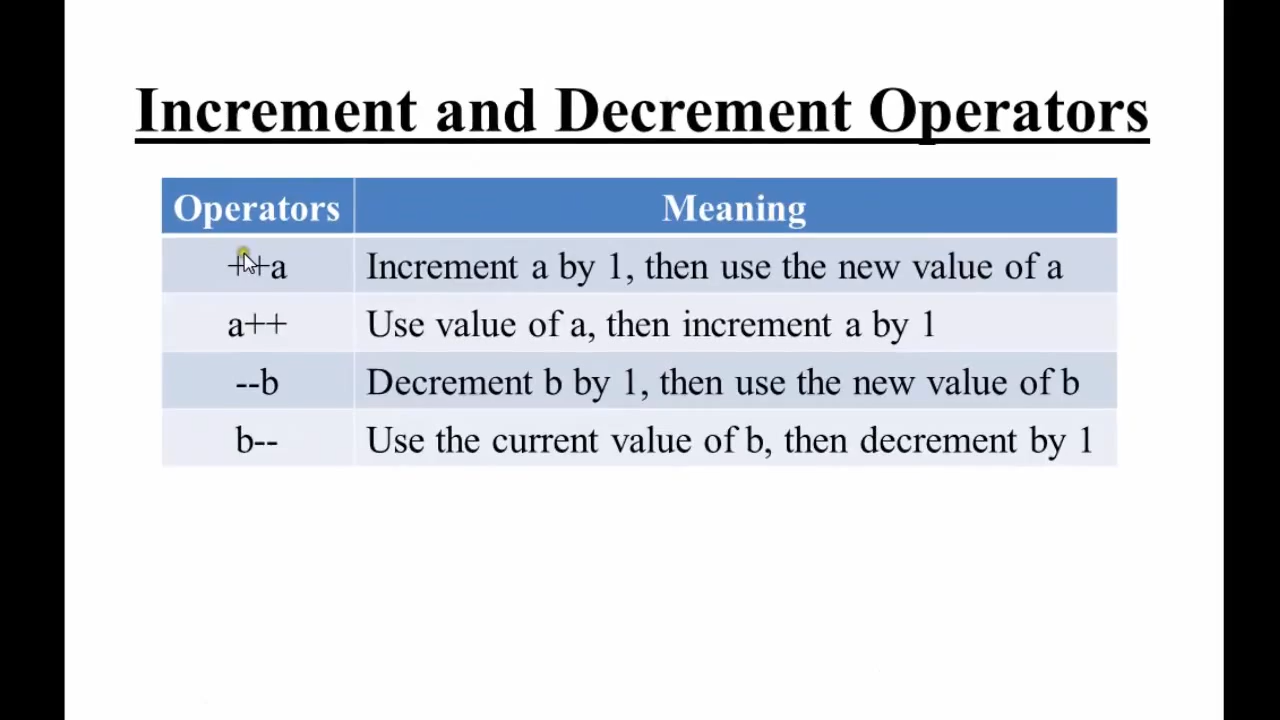 Increment and Decrement Operators
Operators Meaning
++a Increment a by 1, then use the new value of a
a++ Use value of a, then increment a by 1
--b Decrement b by 1, then use the new value of b
b-- Use the current value of b, then decrement by 1